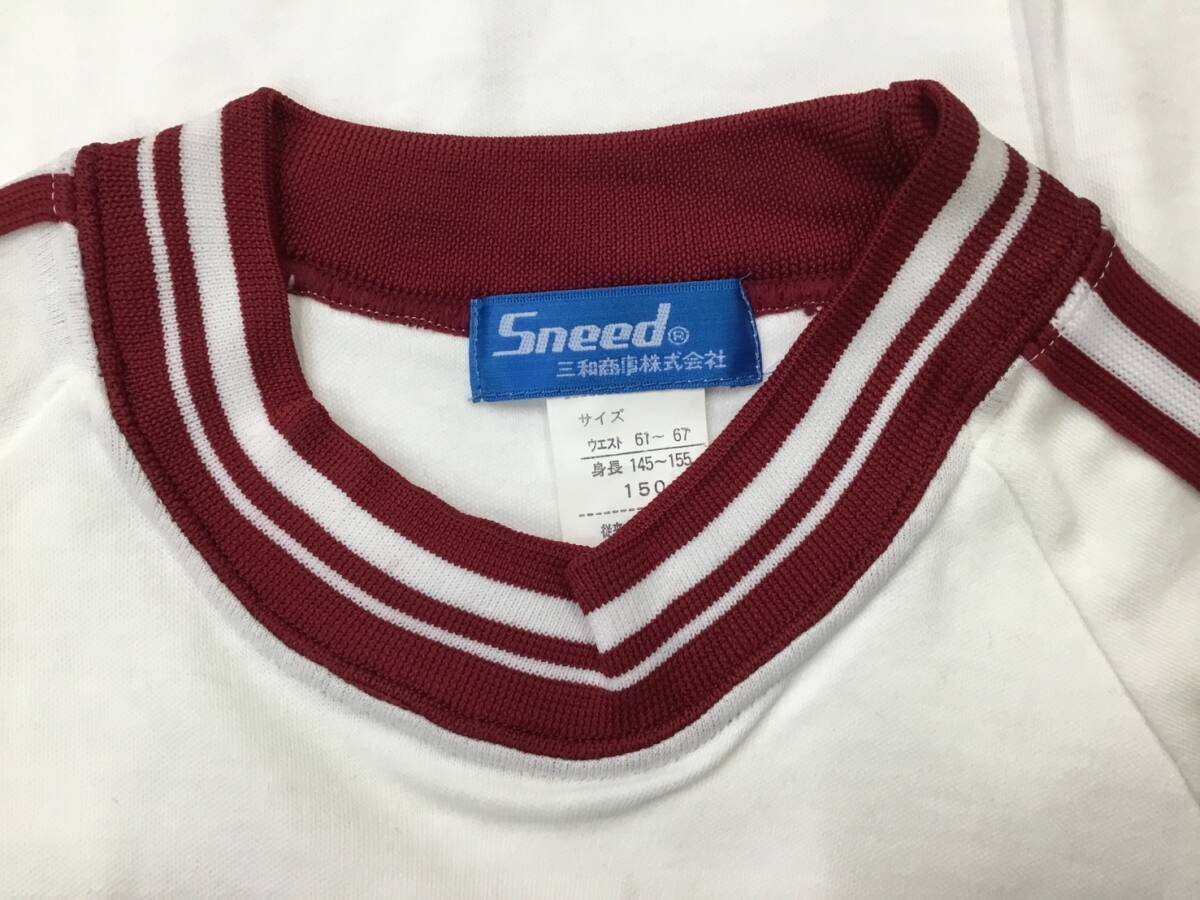 Sneed®
三和商事株式会社
サイズ
ウエスト 61~ 67
身長 145~155
150